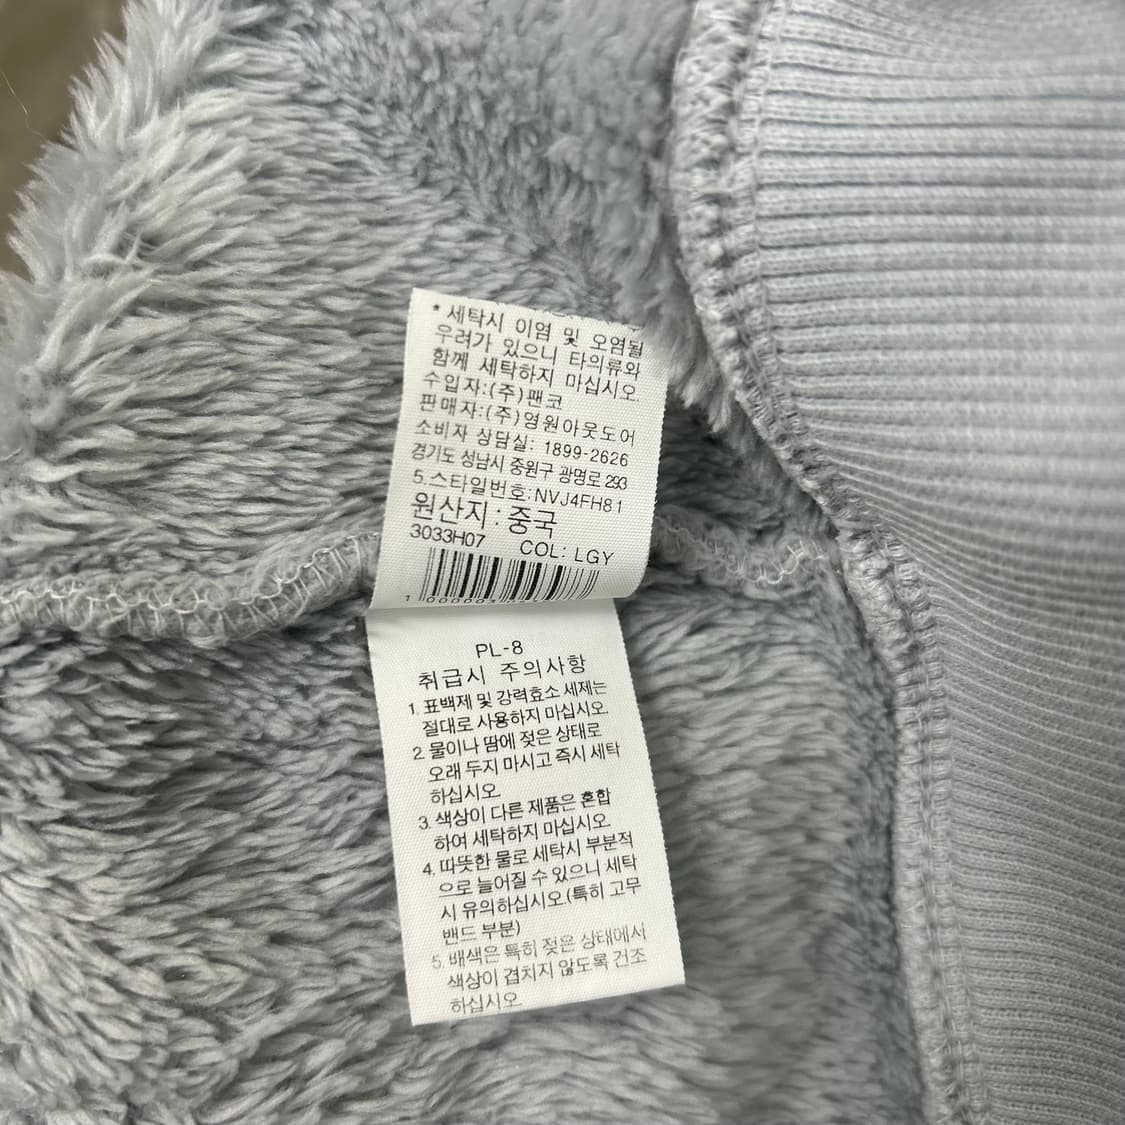 * 세탁시 이염 및 오염될
우려가 있으니 타의류와
함께 세탁하지 마십시오
수입자:(주)팬코
판매자:(주)영원아웃도어
소비자 상담실: 1899-2626
경기도 성남시 중원구 광명로 293
5.스타일번호:NVJ4FH81
원산지:중국
3033H07 COL: LGY
PL-8
취급시 주의사항
1. 표백제 및 강력효소 세제는
절대로 사용하지 마십시오.
2. 물이나 땀에 젖은 상태로
오래 두지 마시고 즉시 세탁
하십시오.
3. 색상이 다른 제품은 혼합
하여 세탁하지 마십시오.
4. 따뜻한 물로 세탁시 부분적
으로 늘어질 수 있으니 세탁
시 유의하십시오.(특히 고무
밴드 부분)
5. 배색은 특히 젖은 상태에서
색상이 겹치지 않도록 건조
하십시오.